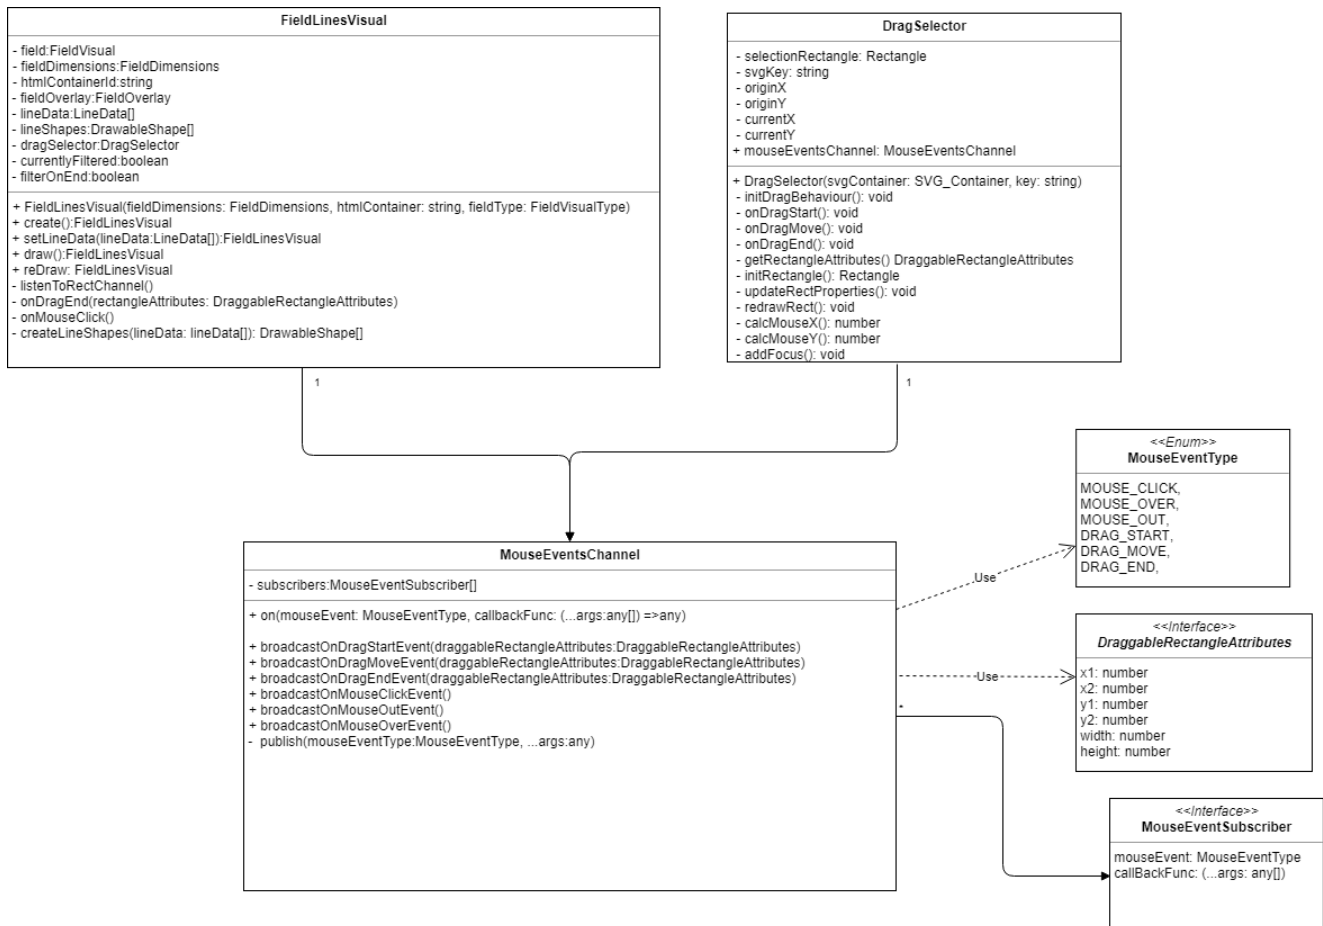 FieldLinesVisual
- field:FieldVisual
- fieldDimensions:FieldDimensions
- htmlContainerId:string
- fieldOverlay:FieldOverlay
- lineData:LineData[]
- lineShapes:DrawableShape[]
- dragSelector:DragSelector
- currentlyFiltered:boolean
- filterOnEnd:boolean
+ FieldLinesVisual(fieldDimensions: FieldDimensions, htmlContainer: string, fieldType: FieldVisualType)
+ create():FieldLinesVisual
+ setLineData(lineData:LineData[]):FieldLinesVisual
+ draw():FieldLinesVisual
+ reDraw: FieldLinesVisual
- listenToRectChannel()
- onDragEnd(rectangleAttributes: DraggableRectangleAttributes)
- onMouseClick()
- createLineShapes(lineData: lineData[]): DrawableShape[]
1
DragSelector
- selectionRectangle: Rectangle
- svgKey: string
- originX
- originY
- currentX
- currentY
+ mouseEventsChannel: MouseEventsChannel
+ DragSelector(svgContainer: SVG_Container, key: string)
- initDragBehaviour(): void
- onDragStart(): void
- onDragMove(): void
- onDragEnd(): void
- getRectangleAttributes() DraggableRectangleAttributes
- initRectangle(): Rectangle
- updateRectProperties(): void
- redrawRect(): void
- calcMouseX(): number
- calcMouseY(): number
- addFocus(): void
1
MouseEventsChannel
- subscribers:MouseEventSubscriber[]
+ on(mouseEvent: MouseEventType, callbackFunc: (...args:any[]) =>any)
+ broadcastOnDragStartEvent(draggableRectangleAttributes:DraggableRectangleAttributes)
+ broadcastOnDragMoveEvent(draggableRectangleAttributes:DraggableRectangleAttributes)
+ broadcastOnDragEndEvent(draggableRectangleAttributes:DraggableRectangleAttributes)
+ broadcastOnMouseClickEvent()
+ broadcastOnMouseOutEvent()
+ broadcastOnMouseOverEvent()
- publish(mouseEventType:MouseEventType, ...args:any)
Use
Use
*
<<Enum>>
MouseEventType
MOUSE_CLICK,
MOUSE_OVER,
MOUSE_OUT,
DRAG_START,
DRAG_MOVE,
DRAG_END,
<<Interface>>
DraggableRectangleAttributes
x1: number
x2: number
y1: number
y2: number
width: number
height: number
<<Interface>>
MouseEventSubscriber
mouseEvent: MouseEventType
callBackFunc: (...args: any[])